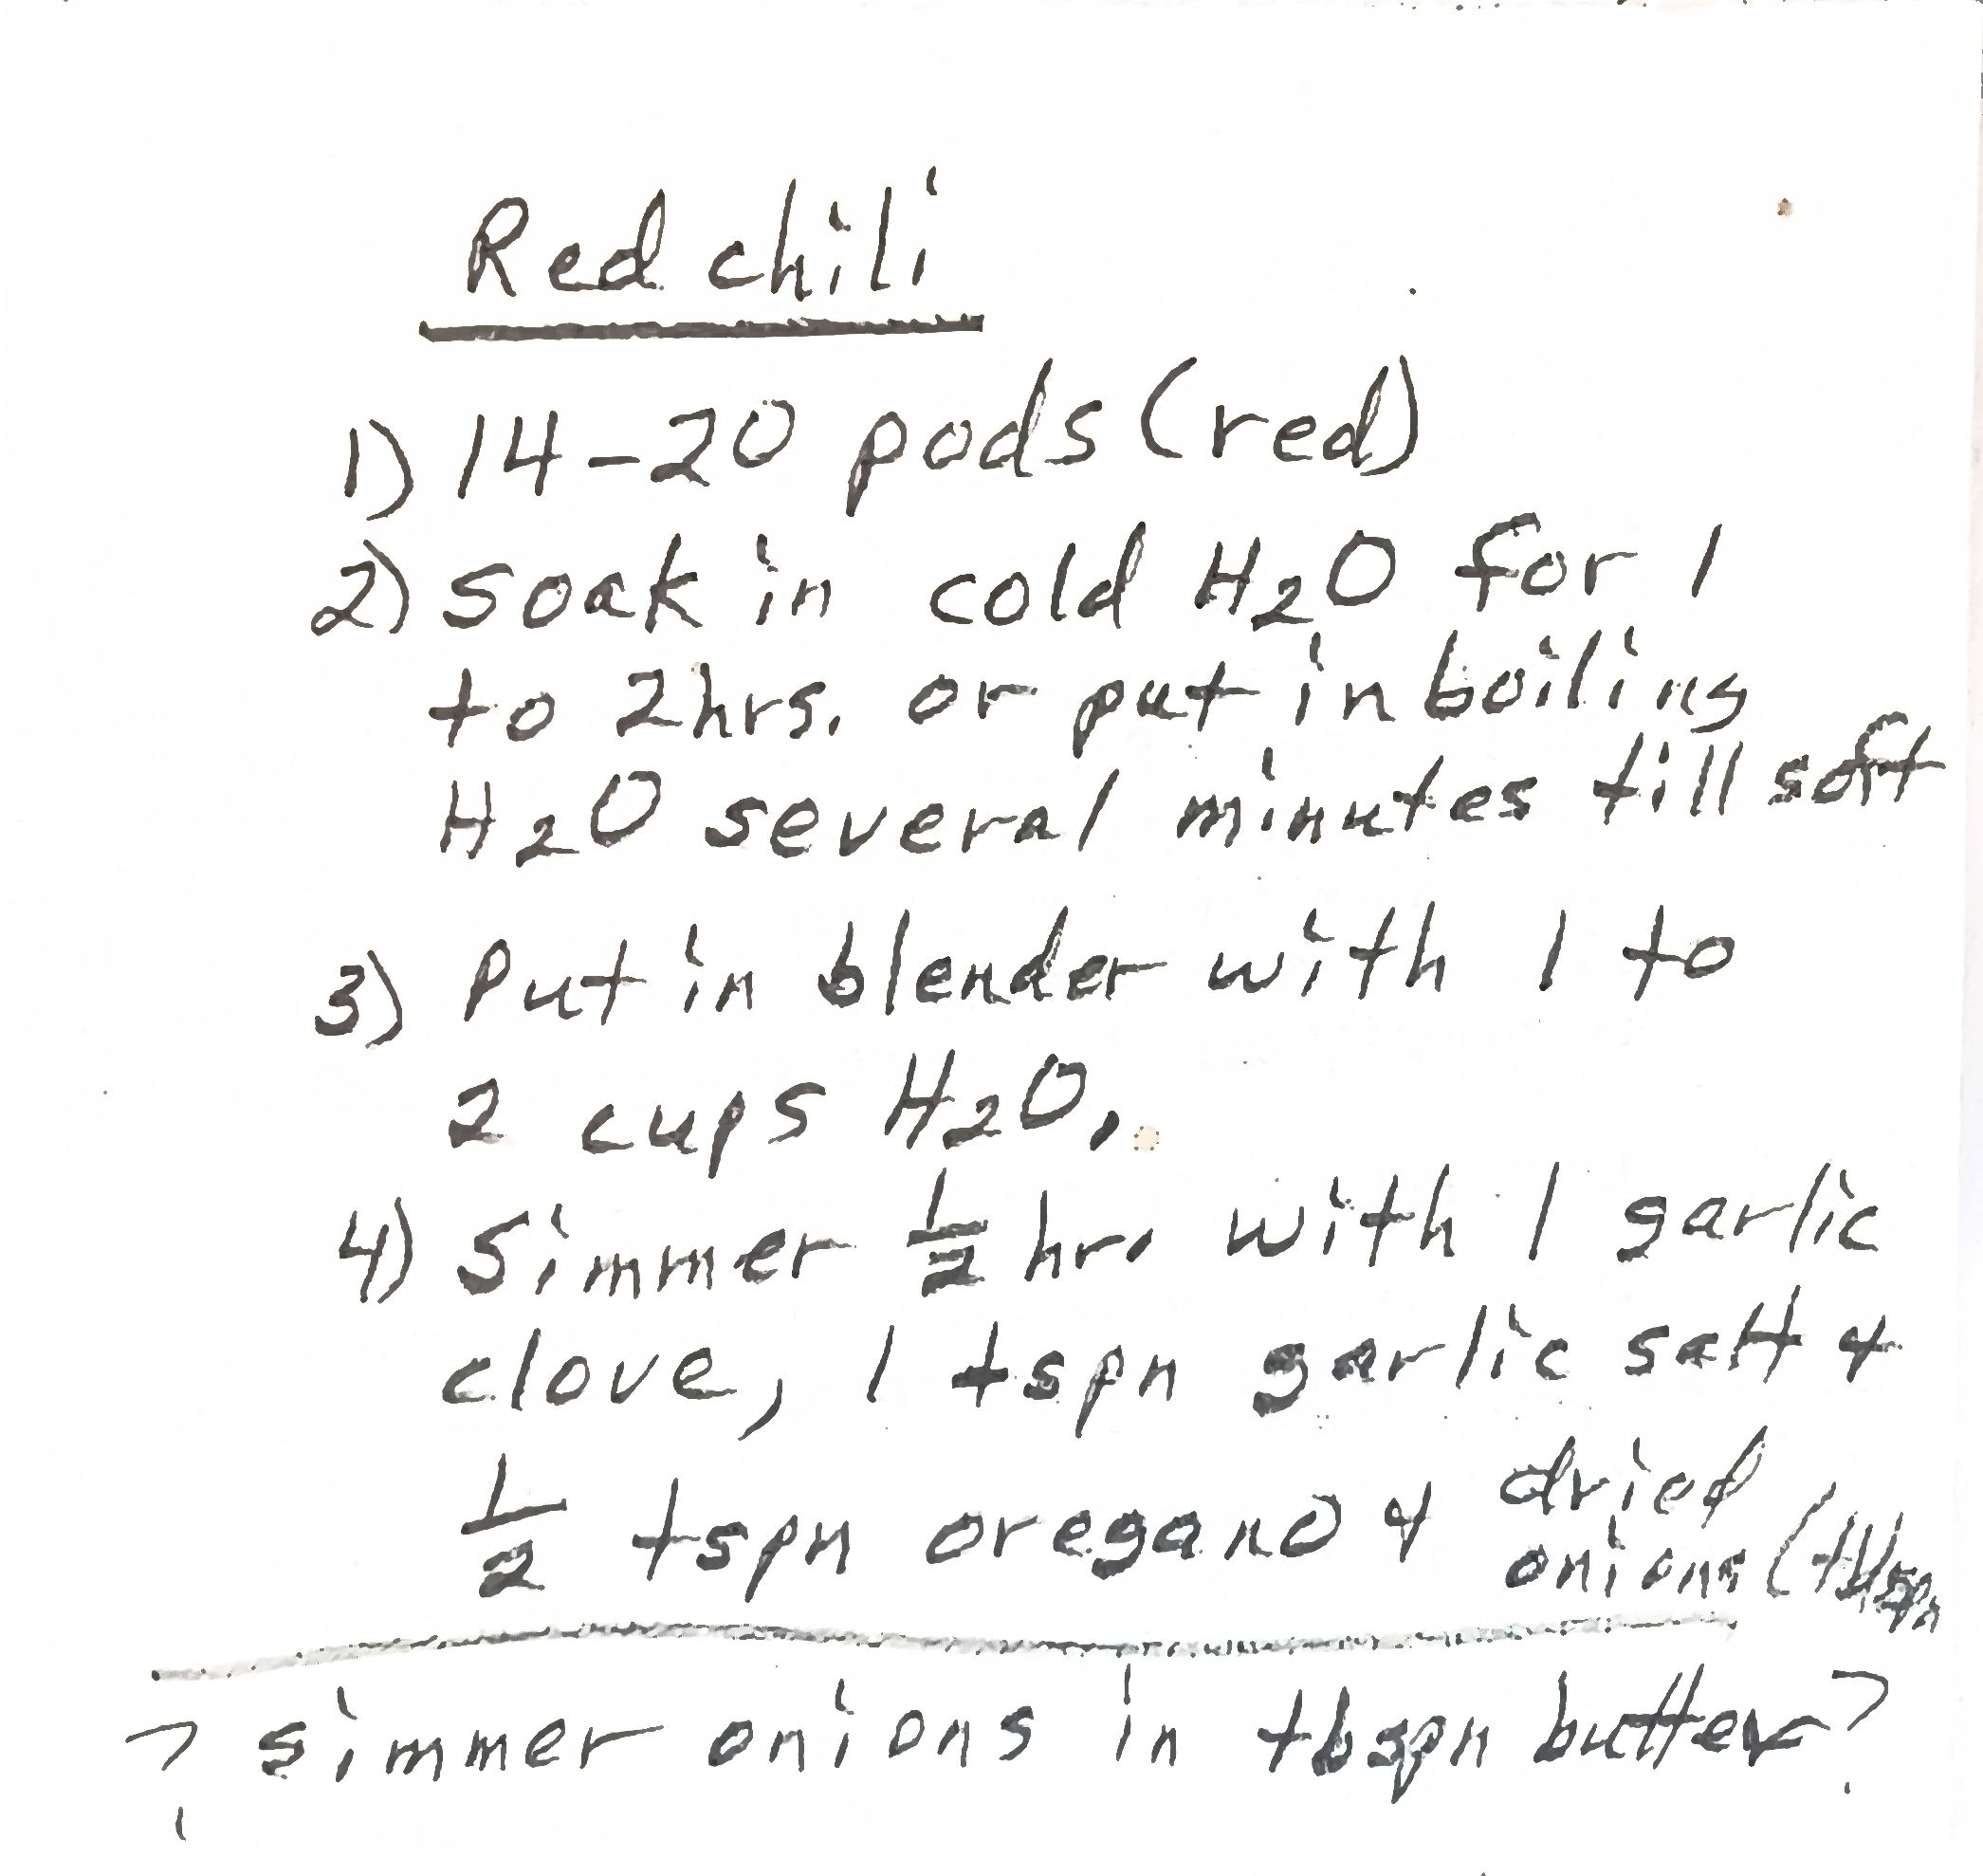 Red chili
1) 14-20 pods (red)
2) soak in cold H2O for 1
to 2hrs. or put in boiling
H2O several minutes till soft
3) Put in blender with 1 to
2 cups H2O.
4) Simmer 1/2 hr. with 1 garlic
clove, 1 tspn garlic salt &
1/2 tspn oregano & dried
onions (tblspn
? simmer onions in tbspn butter?